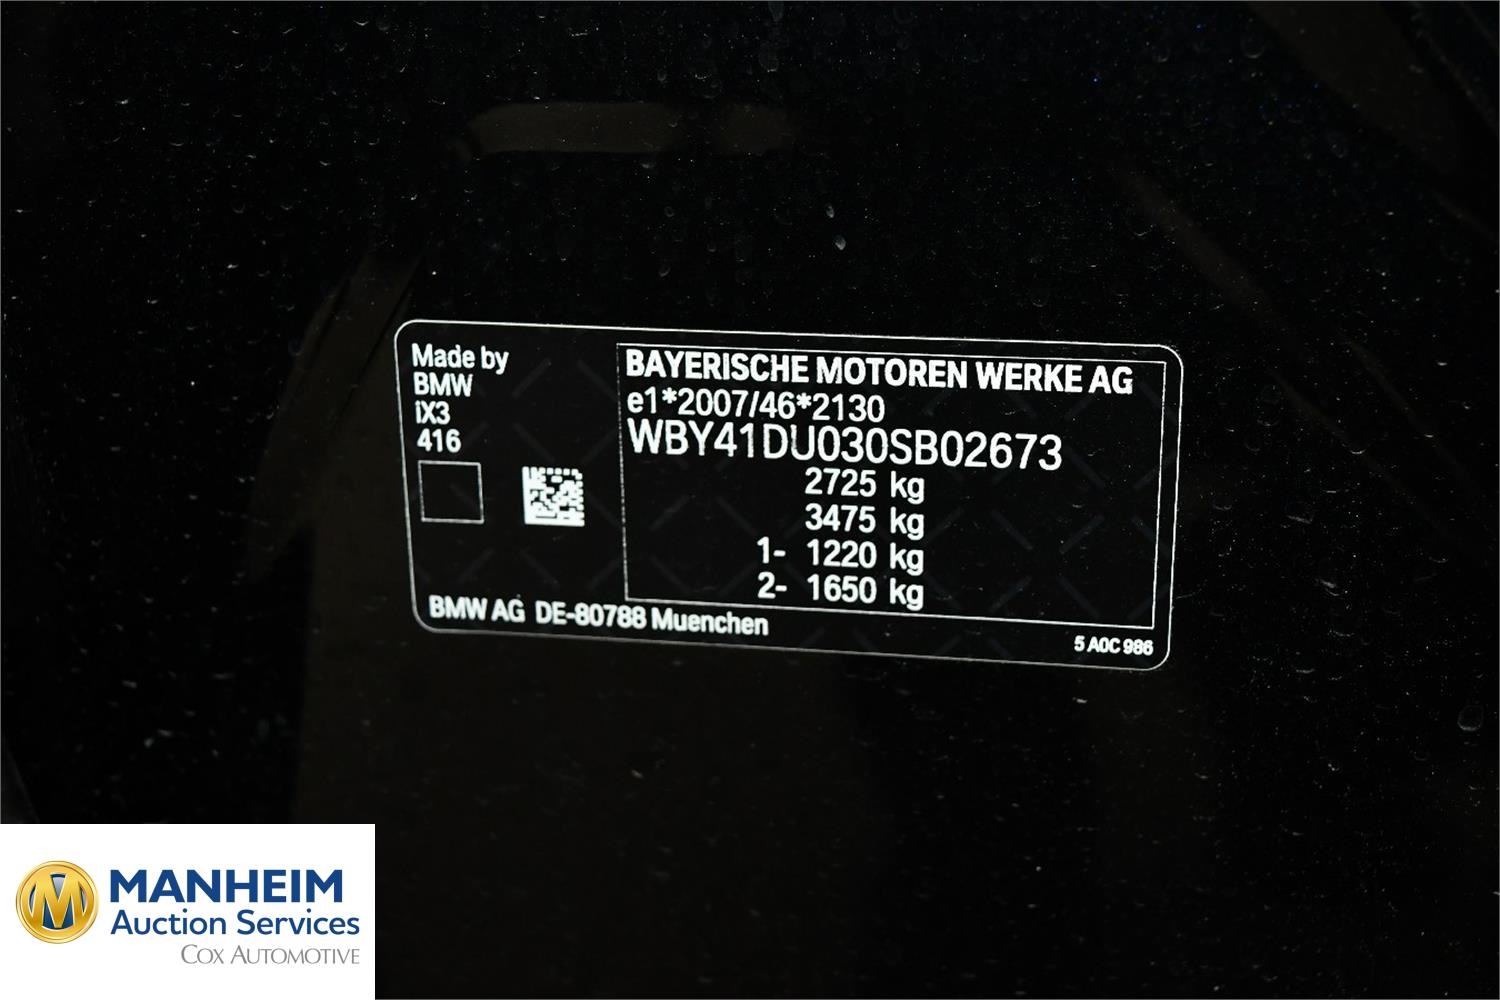 Made by
BMW
iX3
416
BAYERISCHE MOTOREN WERKE AG
e1*2007/46*2130
WBY41DU030SB02673
2725 kg
3475 kg
1- 1220 kg
2- 1650 kg
BMW AG DE-80788 Muenchen
5 A0C 986
MANHEIM
Auction Services
COX AUTOMOTIVE